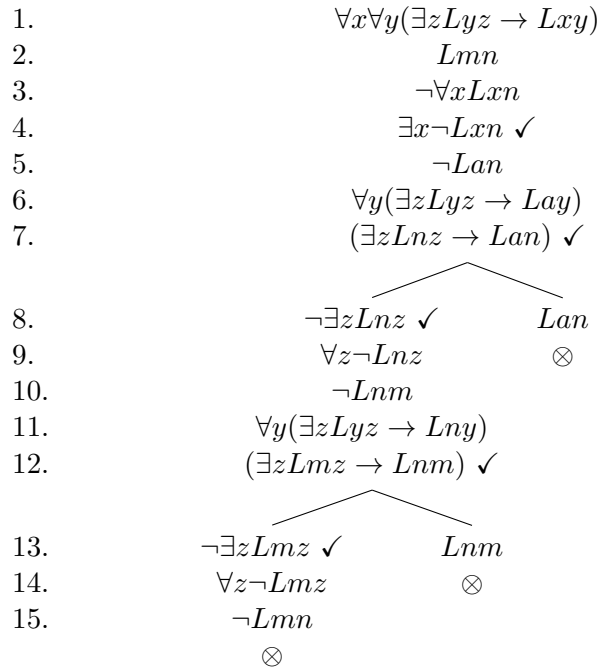 1. ∀x∀y(∃zLyz → Lxy)
2. Lmn
3. ¬∀xLxn
4. ∃x¬Lxn ✓
5. ¬Lan
6. ∀y(∃zLyz → Lay)
7. (∃zLnz → Lan) ✓
8. ¬∃zLnz ✓ Lan
9. ∀z¬Lnz ⊗
10. ¬Lnm
11. ∀y(∃zLyz → Lny)
12. (∃zLmz → Lnm) ✓
13. ¬∃zLmz ✓ Lnm
14. ∀z¬Lmz ⊗
15. ¬Lmn
⊗